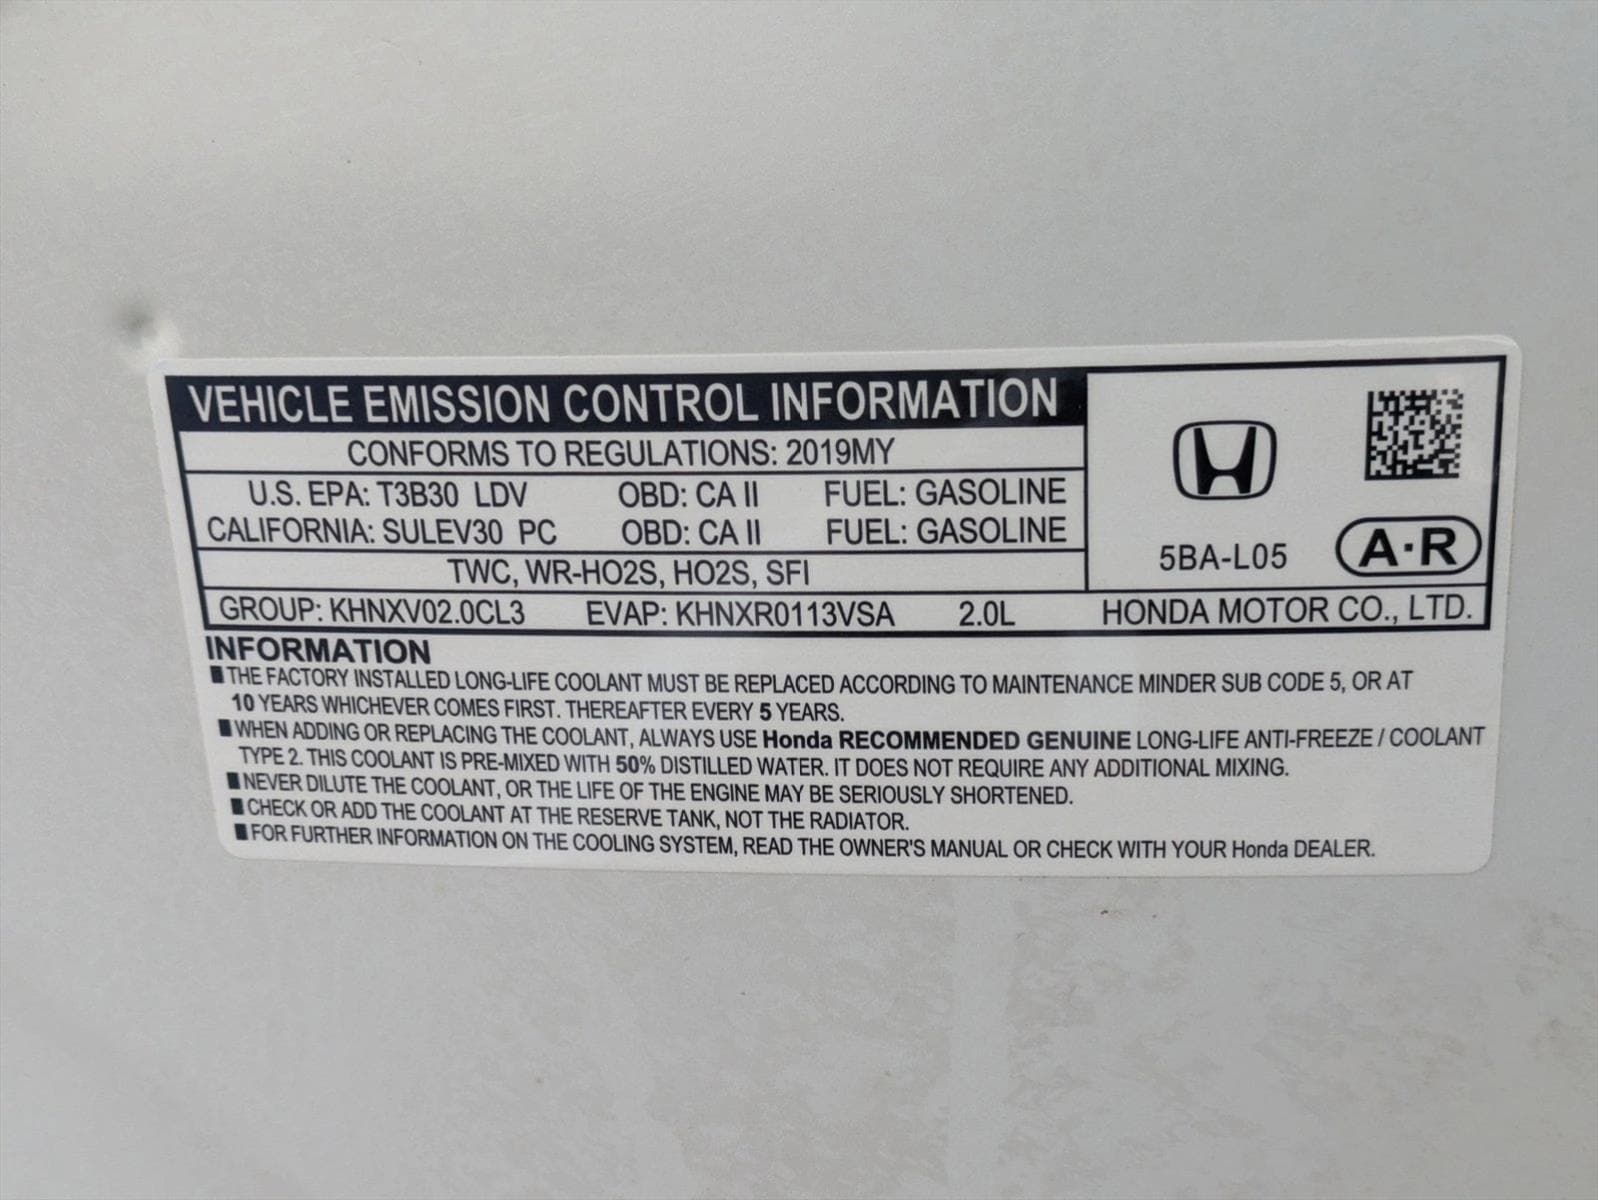 VEHICLE EMISSION CONTROL INFORMATION
CONFORMS TO REGULATIONS: 2019MY
U.S. EPA: T3B30 LDV OBD: CA II FUEL: GASOLINE
CALIFORNIA: SULEV30 PC OBD: CA II FUEL: GASOLINE
TWC, WR-HO2S, HO2S, SFI
5BA-L05 A·R
GROUP: KHNXV02.0CL3 EVAP: KHNXR0113VSA 2.0L HONDA MOTOR CO., LTD.
INFORMATION
■ THE FACTORY INSTALLED LONG-LIFE COOLANT MUST BE REPLACED ACCORDING TO MAINTENANCE MINDER SUB CODE 5, OR AT
10 YEARS WHICHEVER COMES FIRST. THEREAFTER EVERY 5 YEARS.
■ WHEN ADDING OR REPLACING THE COOLANT, ALWAYS USE Honda RECOMMENDED GENUINE LONG-LIFE ANTI-FREEZE / COOLANT
TYPE 2. THIS COOLANT IS PRE-MIXED WITH 50% DISTILLED WATER. IT DOES NOT REQUIRE ANY ADDITIONAL MIXING.
■ NEVER DILUTE THE COOLANT, OR THE LIFE OF THE ENGINE MAY BE SERIOUSLY SHORTENED.
■ CHECK OR ADD THE COOLANT AT THE RESERVE TANK, NOT THE RADIATOR.
■ FOR FURTHER INFORMATION ON THE COOLING SYSTEM, READ THE OWNER'S MANUAL OR CHECK WITH YOUR Honda DEALER.